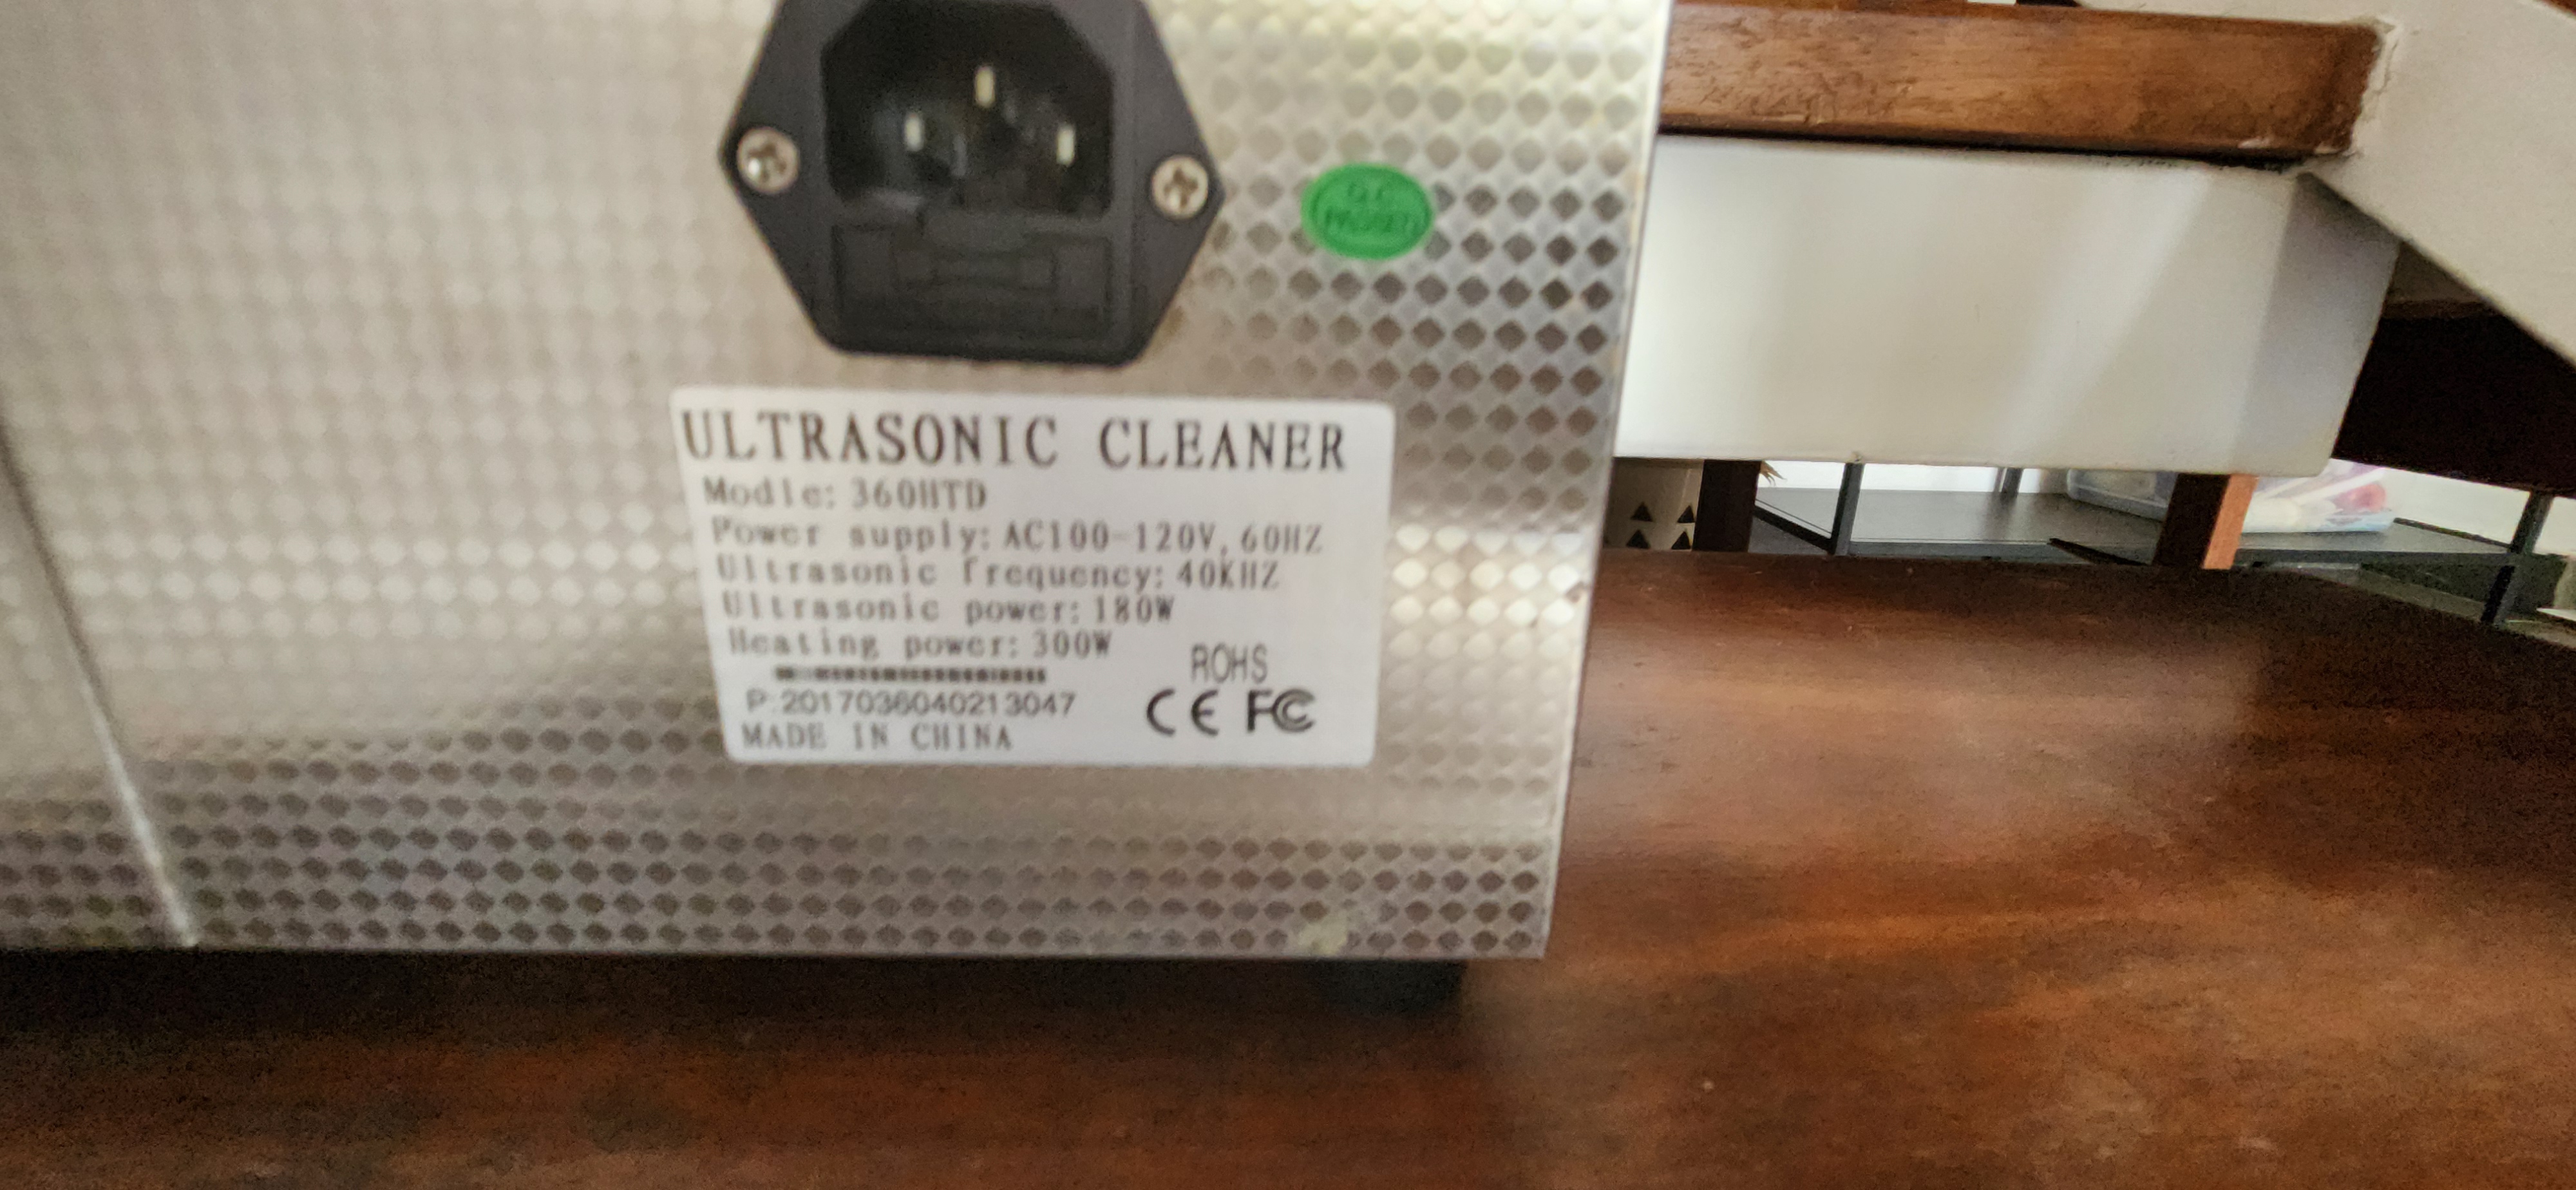 Q.C
PASSED
ULTRASONIC CLEANER
Modle: 360HTD
Power supply: AC100-120V, 60HZ
Ultrasonic frequency: 40KHZ
Ultrasonic power: 180W
Heating power: 300W
ROHS
P:2017036040213047
CE FC
MADE IN CHINA